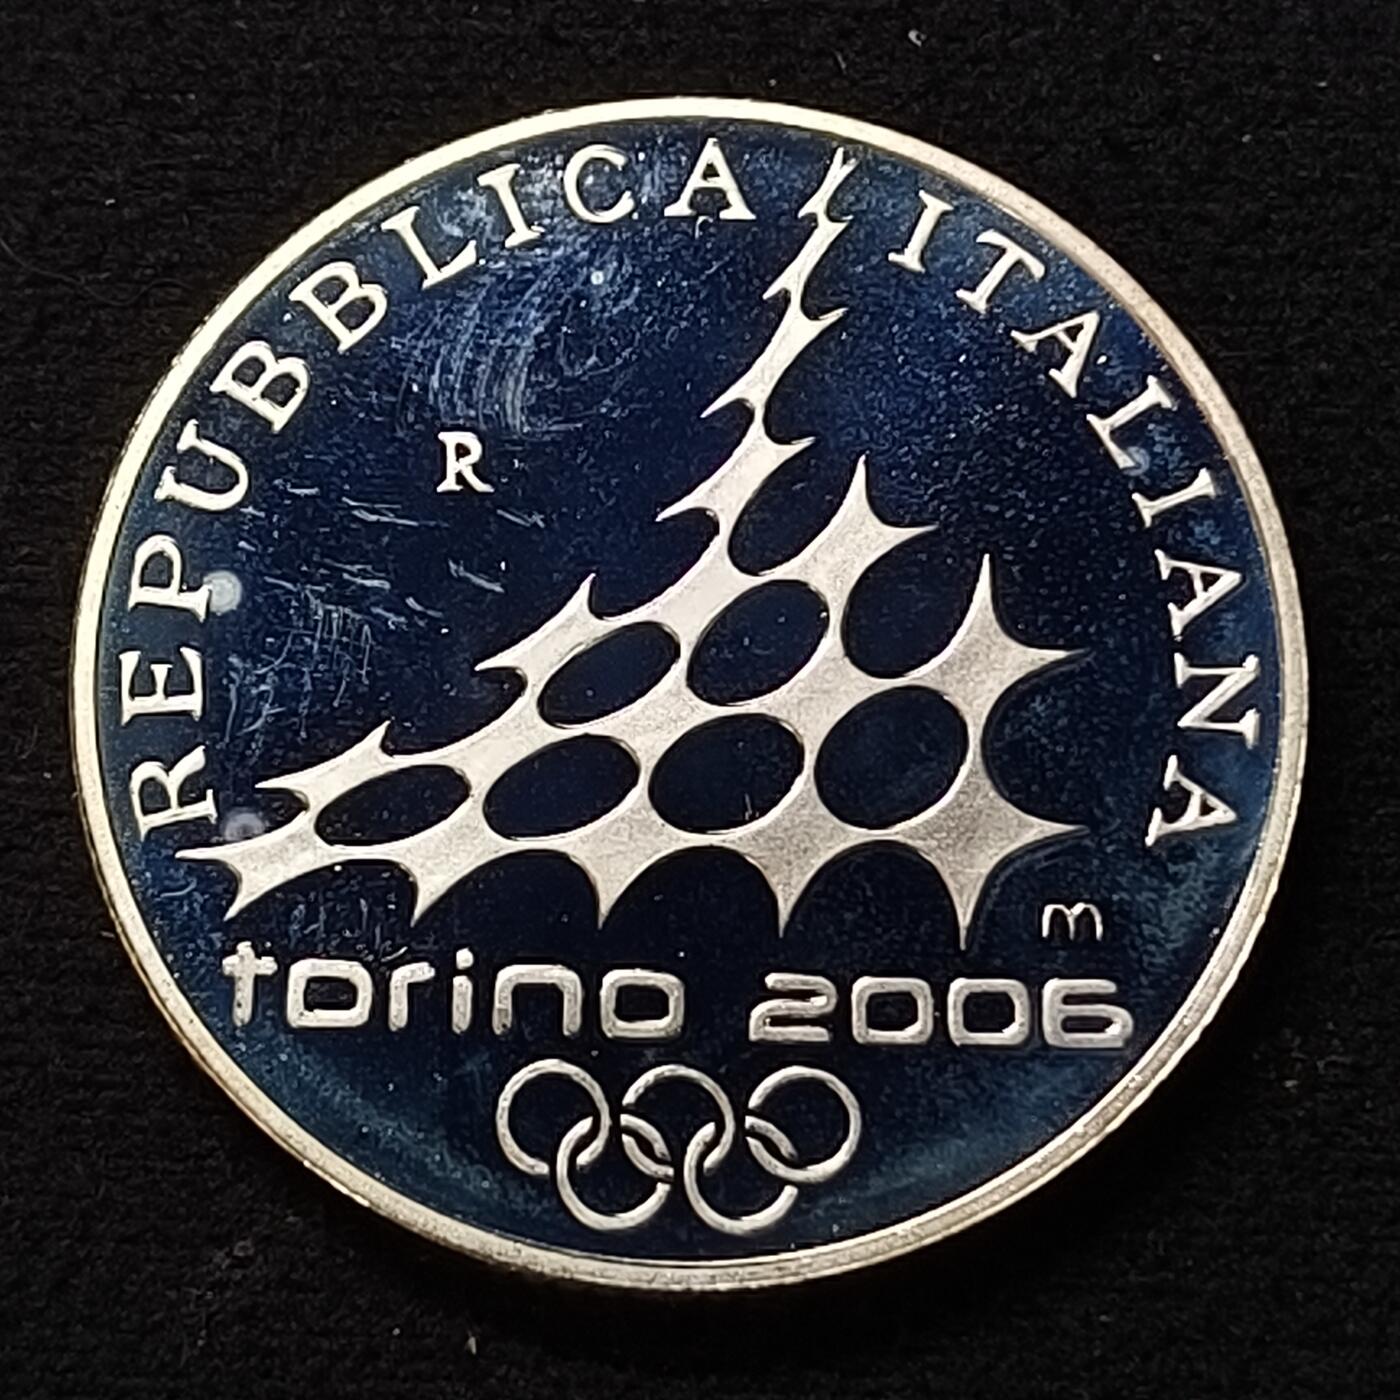 REPUBBLICA ITALIANA
R
m
torino 2006